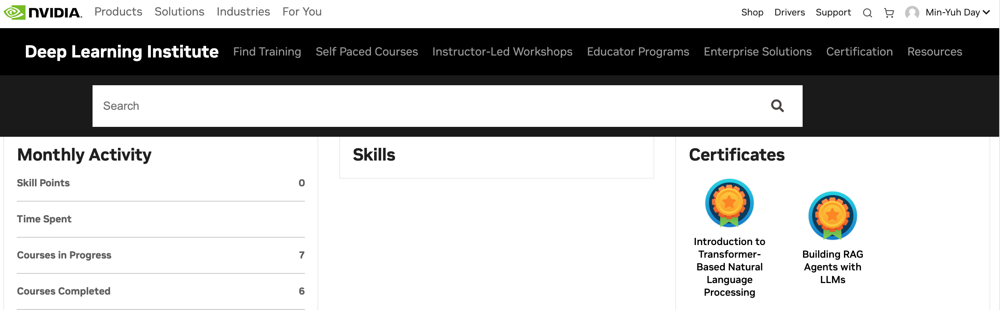 NVIDIA. Products Solutions Industries For You Shop Drivers Support Min-Yuh Day
Deep Learning Institute Find Training Self Paced Courses Instructor-Led Workshops Educator Programs Enterprise Solutions Certification Resources
Search
Monthly Activity
Skill Points 0
Time Spent
Courses in Progress 7
Courses Completed 6
Skills
Certificates
Introduction to
Transformer-
Based Natural
Language
Processing
Building RAG
Agents with
LLMs